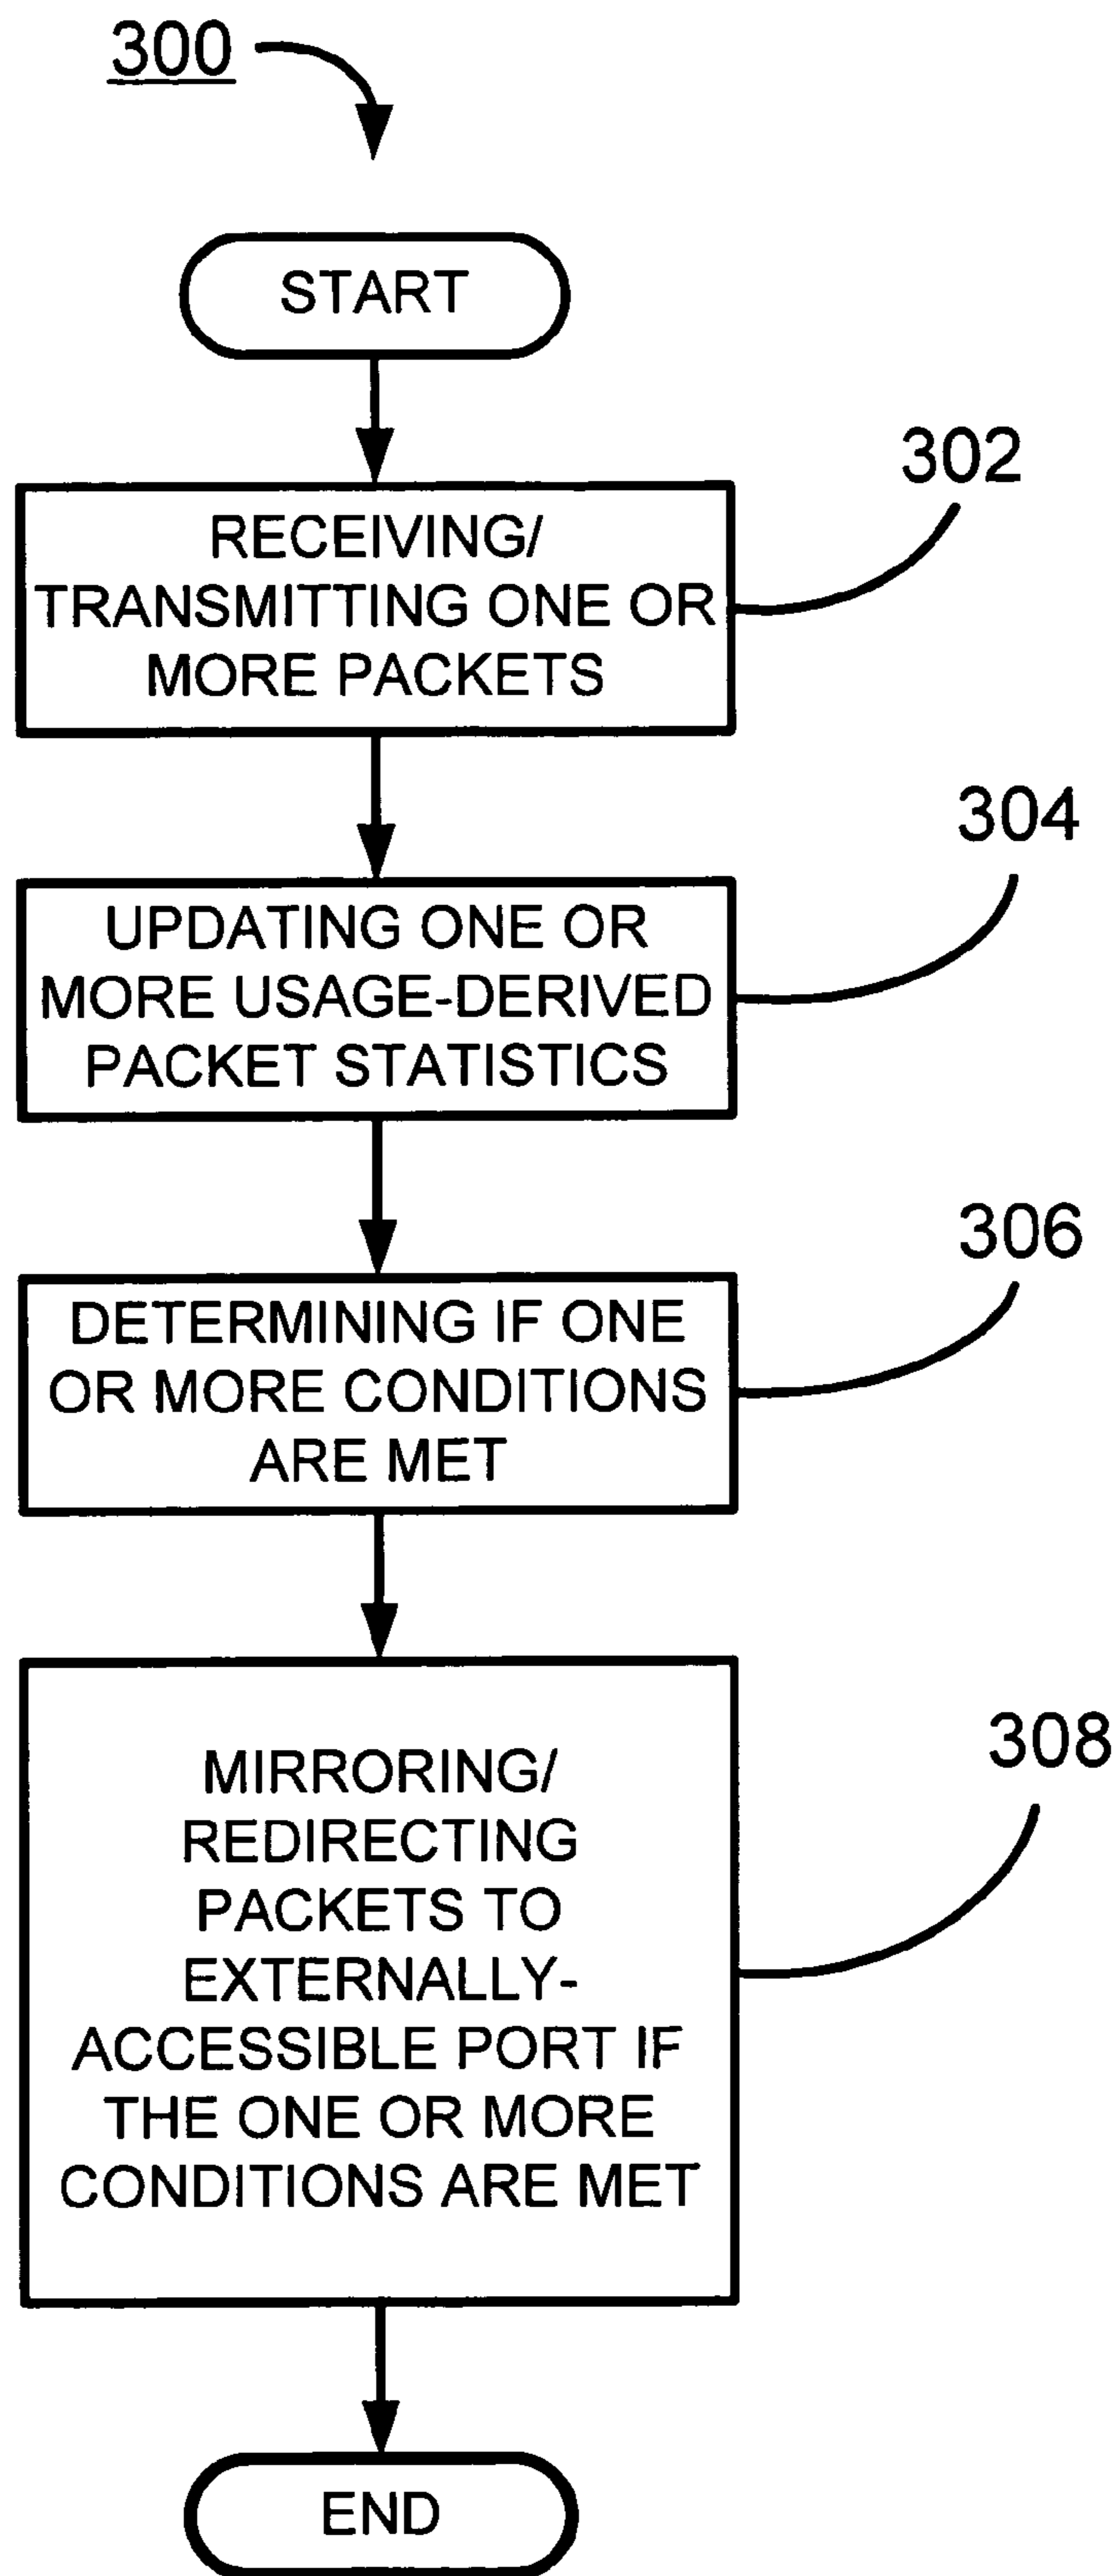 300
START
302
RECEIVING/
TRANSMITTING ONE OR
MORE PACKETS
304
UPDATING ONE OR
MORE USAGE-DERIVED
PACKET STATISTICS
306
DETERMINING IF ONE
OR MORE CONDITIONS
ARE MET
308
MIRRORING/
REDIRECTING
PACKETS TO
EXTERNALLY-
ACCESSIBLE PORT IF
THE ONE OR MORE
CONDITIONS ARE MET
END